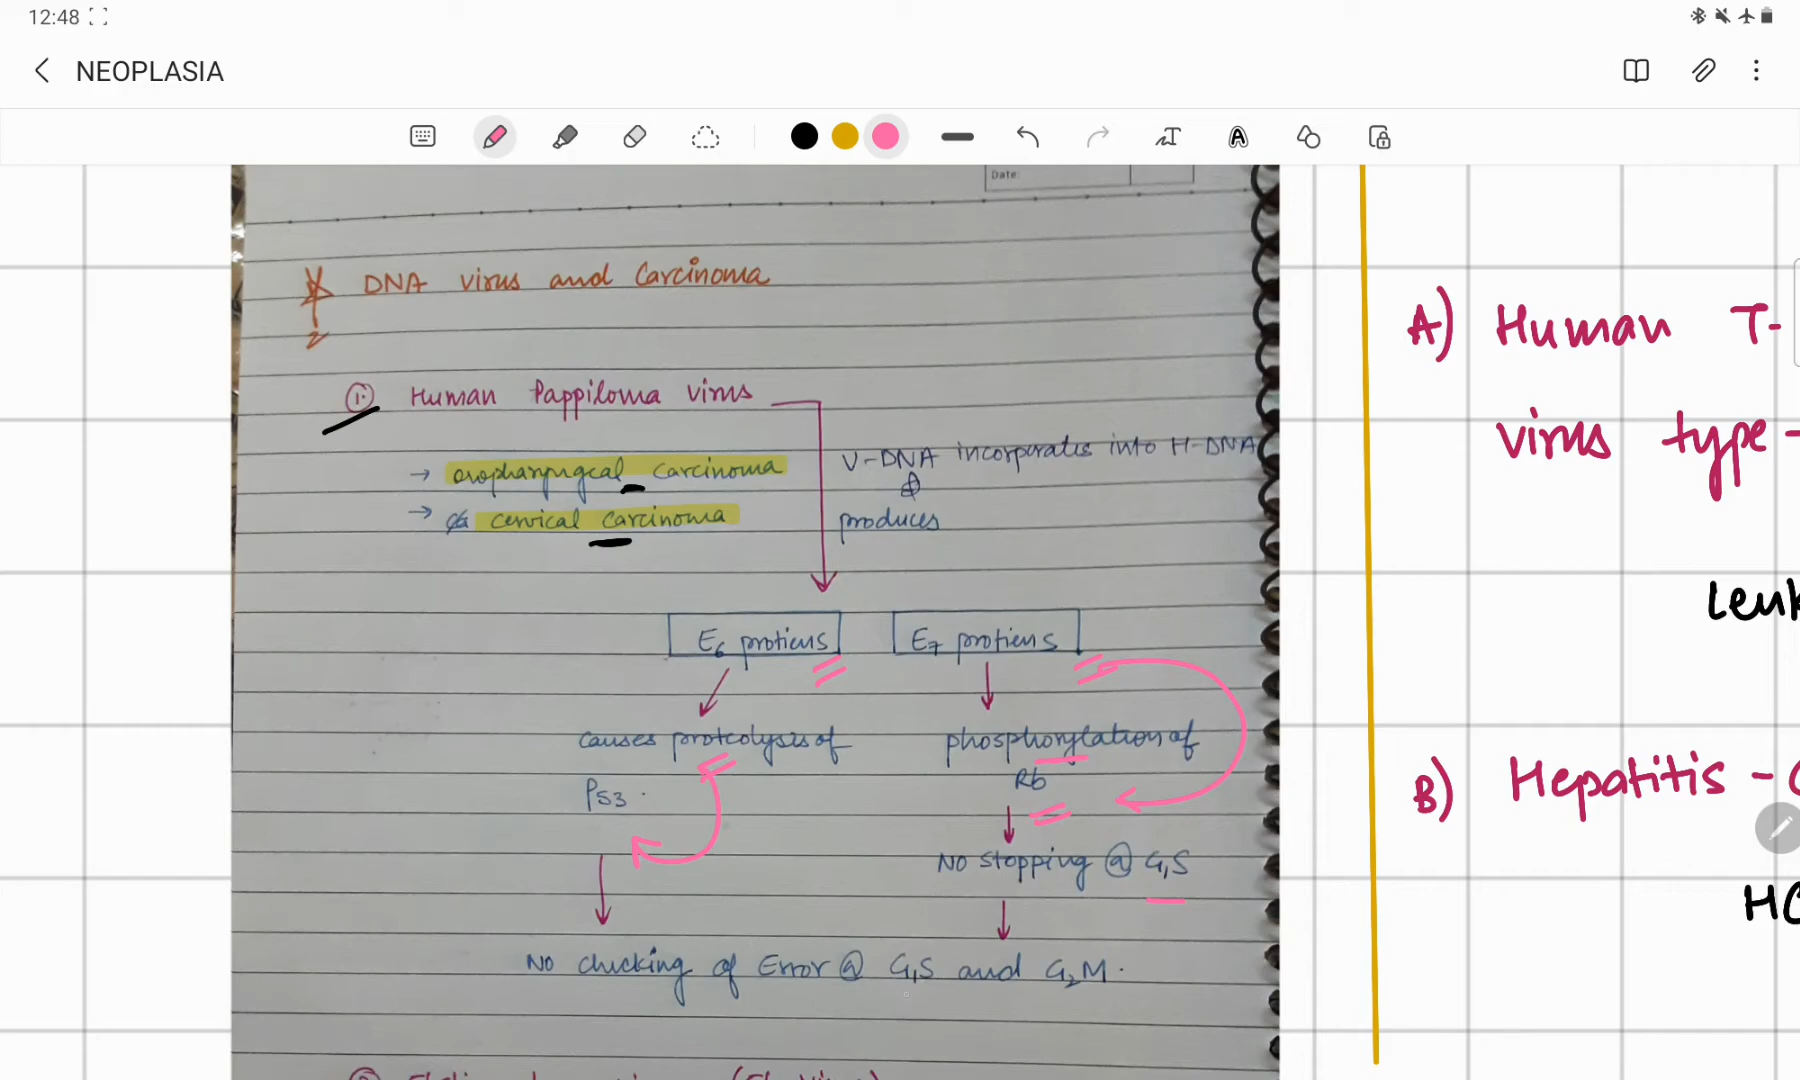 12:48
NEOPLASIA
Date:
DNA virus and Carcinoma
1. Human Pappiloma virus
→ oropharyngeal carcinoma
→ cervical carcinoma
V-DNA incorporates into H-DNA
&
produces
E6 protiens
E7 protiens
causes proteolysis of
P53
phosphorylation of
Rb
No stopping @ G1S
No checking of Error @ G1S and G2M.
A) Human T-
virus type-
Leuk
B) Hepatitis -
HC